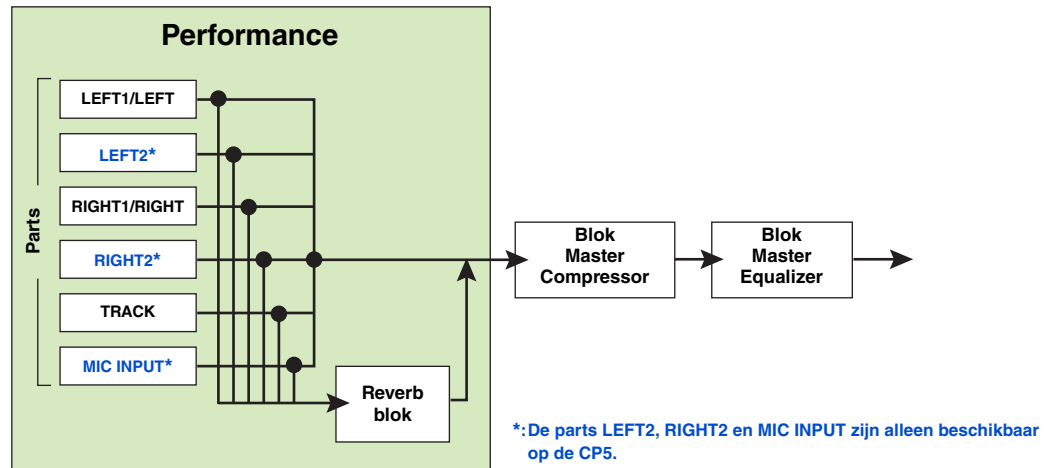 Performance
Parts
LEFT1/LEFT
LEFT2*
RIGHT1/RIGHT
RIGHT2*
TRACK
MIC INPUT*
Reverb
blok
Blok
Master
Compressor
Blok
Master
Equalizer
*:De parts LEFT2, RIGHT2 en MIC INPUT zijn alleen beschikbaar
op de CP5.